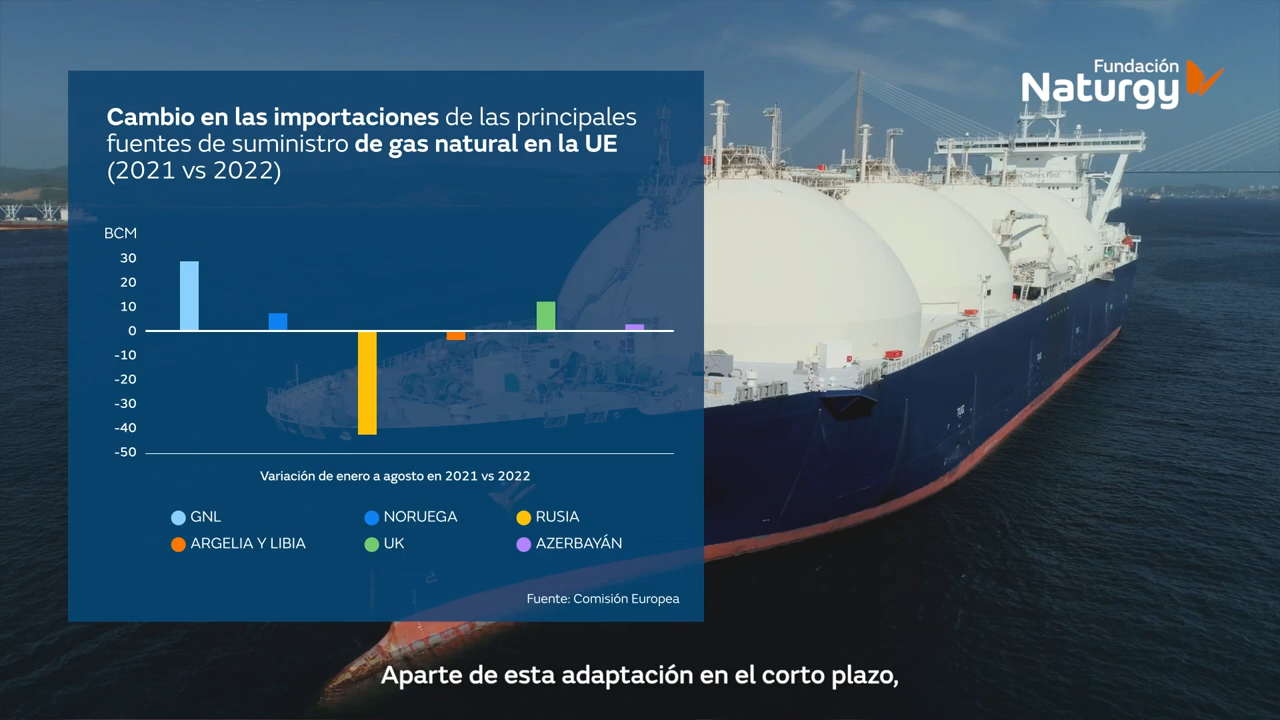 Fundación
Naturgy
Cambio en las importaciones de las principales
fuentes de suministro de gas natural en la UE
(2021 vs 2022)
BCM
30
20
10
0
-10
-20
-30
-40
-50
Variación de enero a agosto en 2021 vs 2022
GNL
NORUEGA
RUSIA
ARGELIA Y LIBIA
UK
AZERBAYÁN
Fuente: Comisión Europea
Aparte de esta adaptación en el corto plazo,